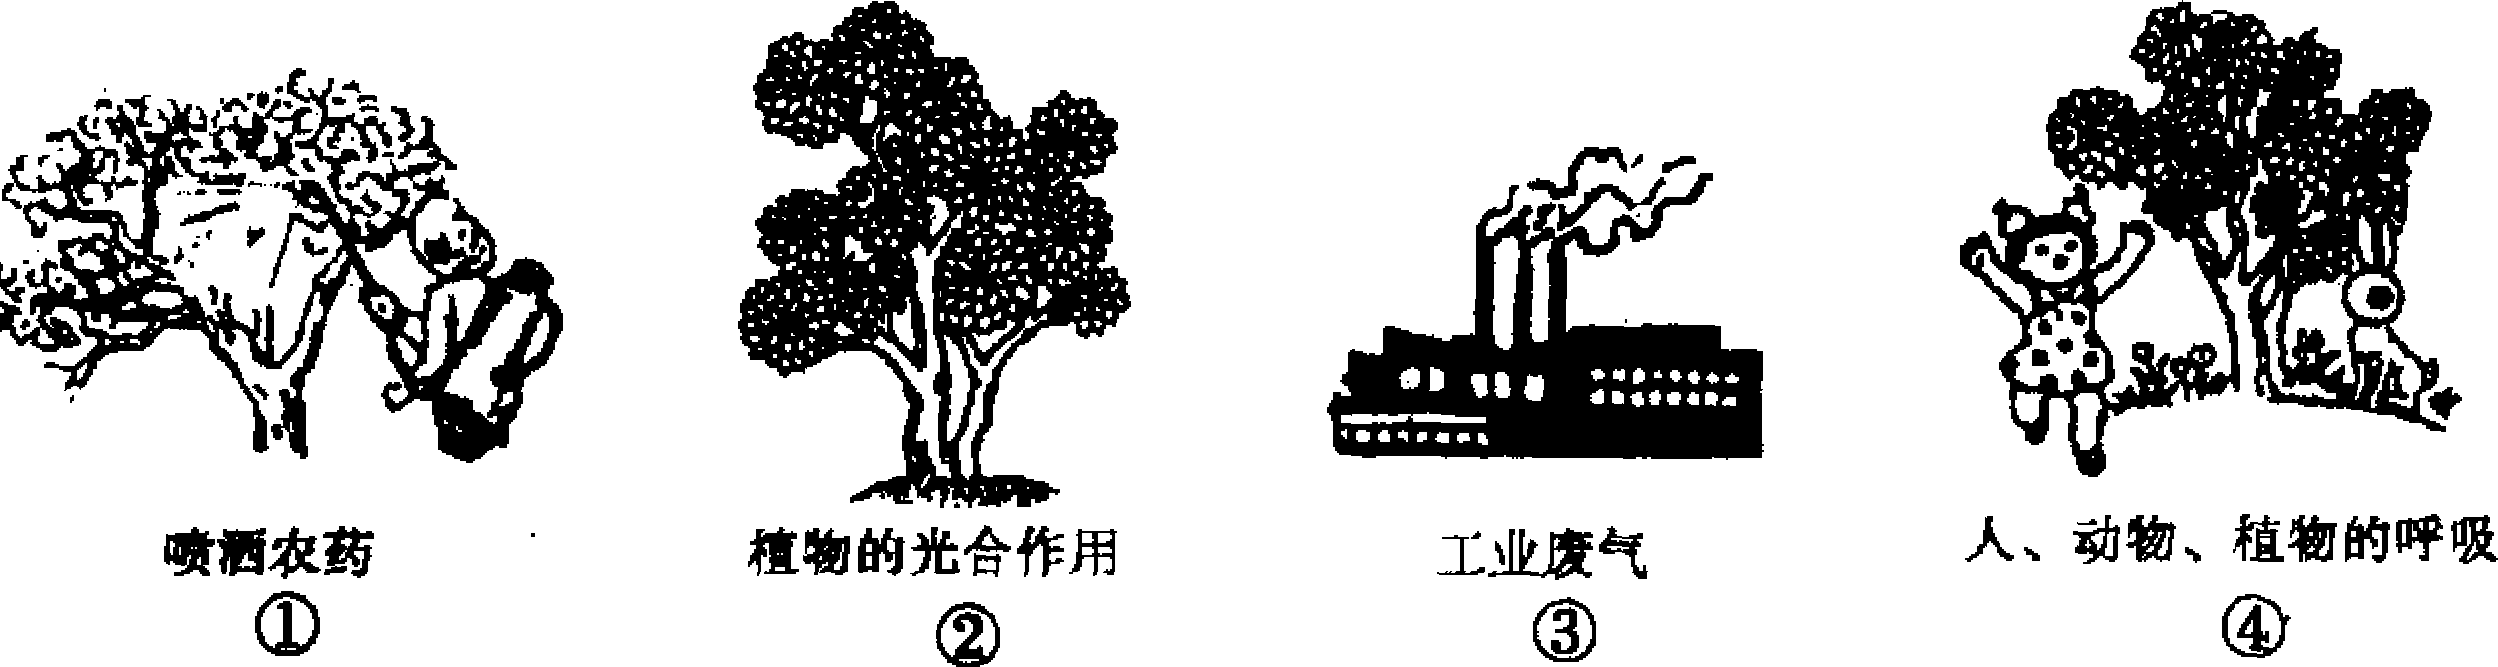 喷洒农药
①
植物的光合作用
②
工业废气
③
人、动物、植物的呼吸
④